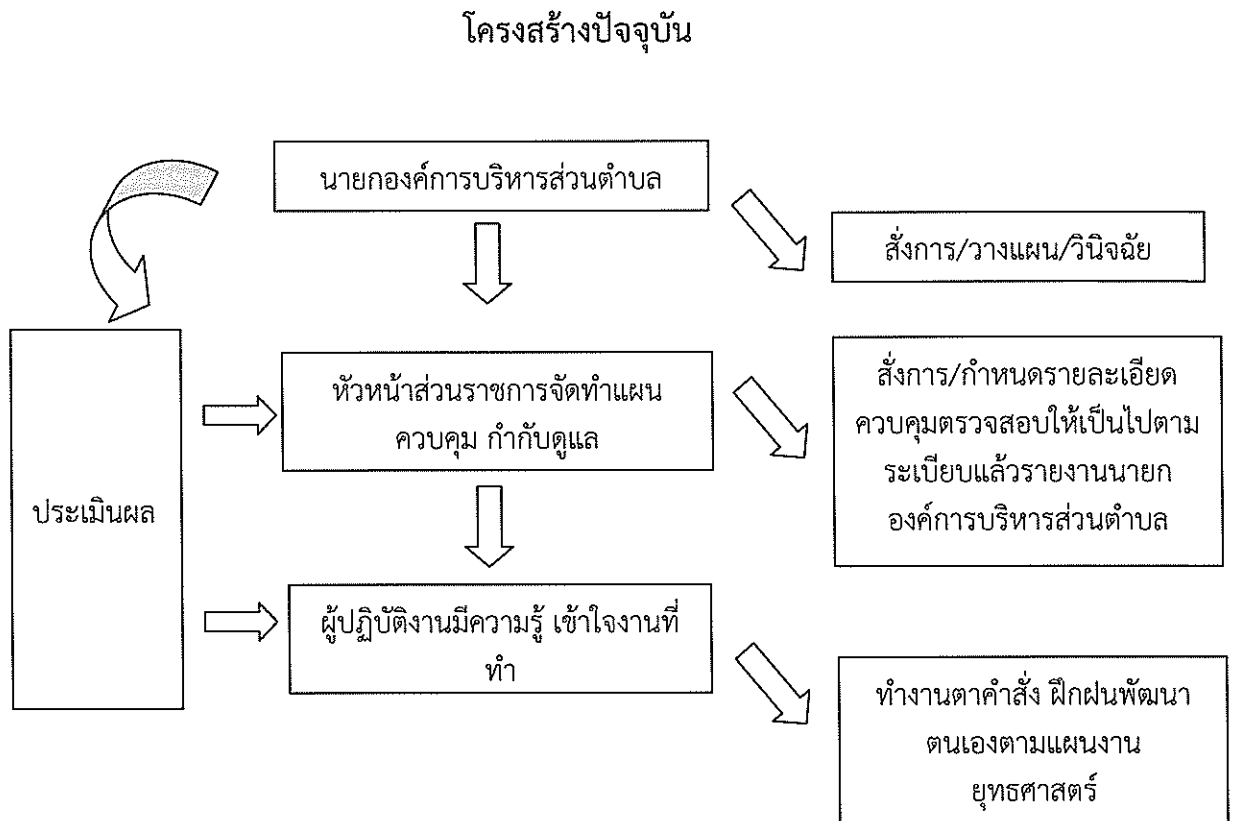 โครงสร้างปัจจุบัน
นายกองค์การบริหารส่วนตำบล
สั่งการ/วางแผน/วินิจฉัย
หัวหน้าส่วนราชการจัดทำแผน
ควบคุม กำกับดูแล
สั่งการ/กำหนดรายละเอียด
ควบคุมตรวจสอบให้เป็นไปตาม
ระเบียบแล้วรายงานนายก
องค์การบริหารส่วนตำบล
ประเมินผล
ผู้ปฏิบัติงานมีความรู้ เข้าใจงานที่
ทำ
ทำงานตาคำสั่ง ฝึกฝนพัฒนา
ตนเองตามแผนงาน
ยุทธศาสตร์